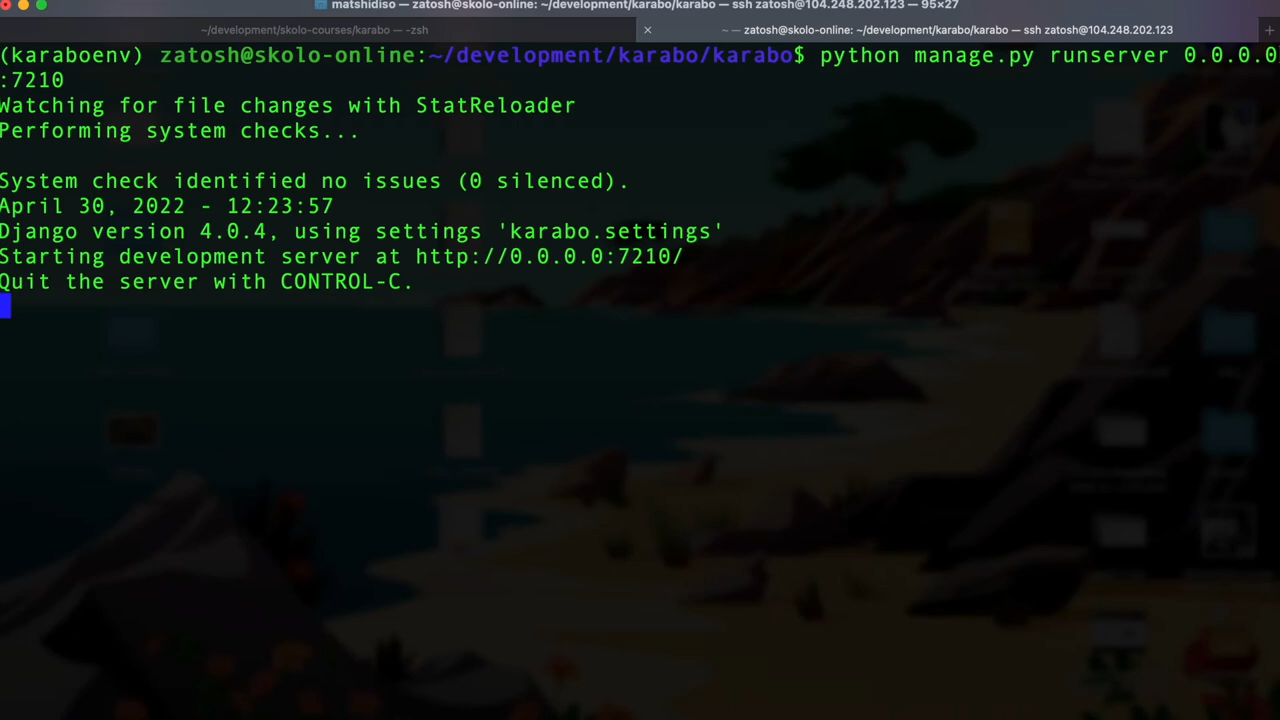 matshidiso — zatosh@skolo-online: ~/development/karabo/karabo — ssh zatosh@104.248.202.123 — 95×27
~/development/skolo-courses/karabo — -zsh
~ — zatosh@skolo-online: ~/development/karabo/karabo — ssh zatosh@104.248.202.123
(karaboenv) zatosh@skolo-online:~/development/karabo/karabo$ python manage.py runserver 0.0.0.0
:7210
Watching for file changes with StatReloader
Performing system checks...
System check identified no issues (0 silenced).
April 30, 2022 - 12:23:57
Django version 4.0.4, using settings 'karabo.settings'
Starting development server at http://0.0.0.0:7210/
Quit the server with CONTROL-C.